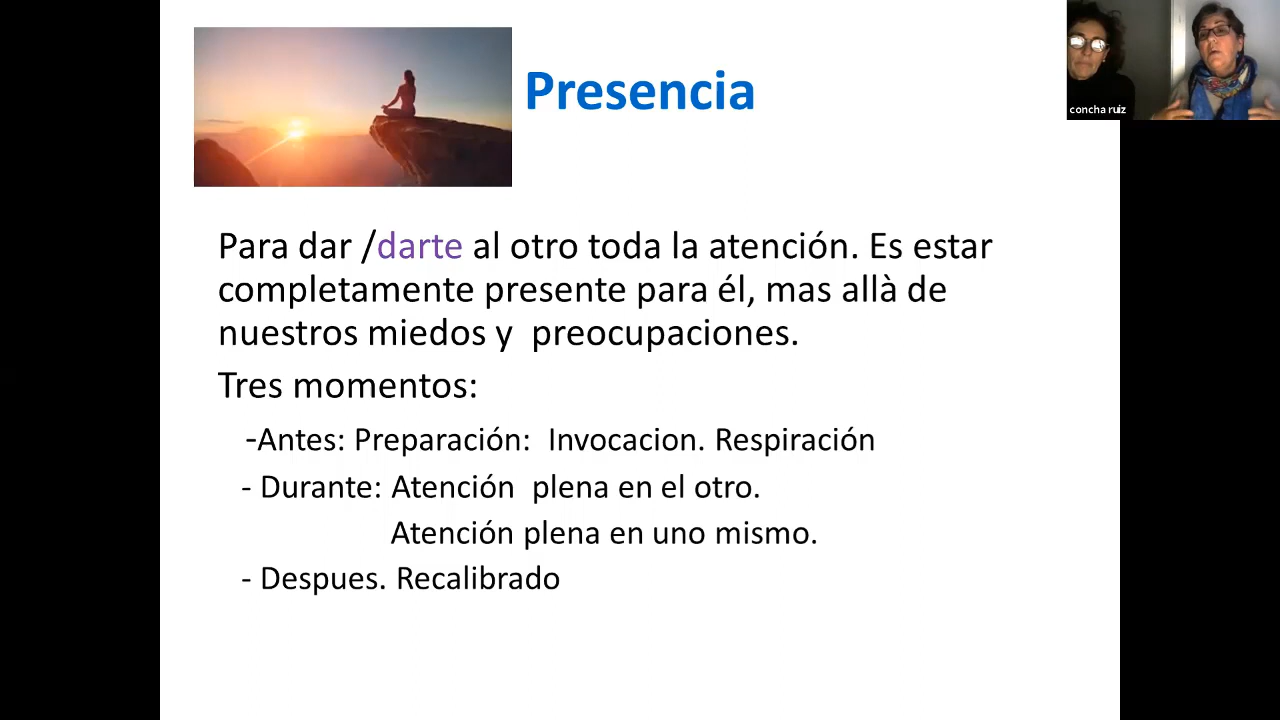 Presencia
concha ruiz
Para dar /darte al otro toda la atención. Es estar
completamente presente para él, mas allà de
nuestros miedos y  preocupaciones.
Tres momentos:
-Antes: Preparación:  Invocacion. Respiración
- Durante: Atención  plena en el otro.
Atención plena en uno mismo.
- Despues. Recalibrado